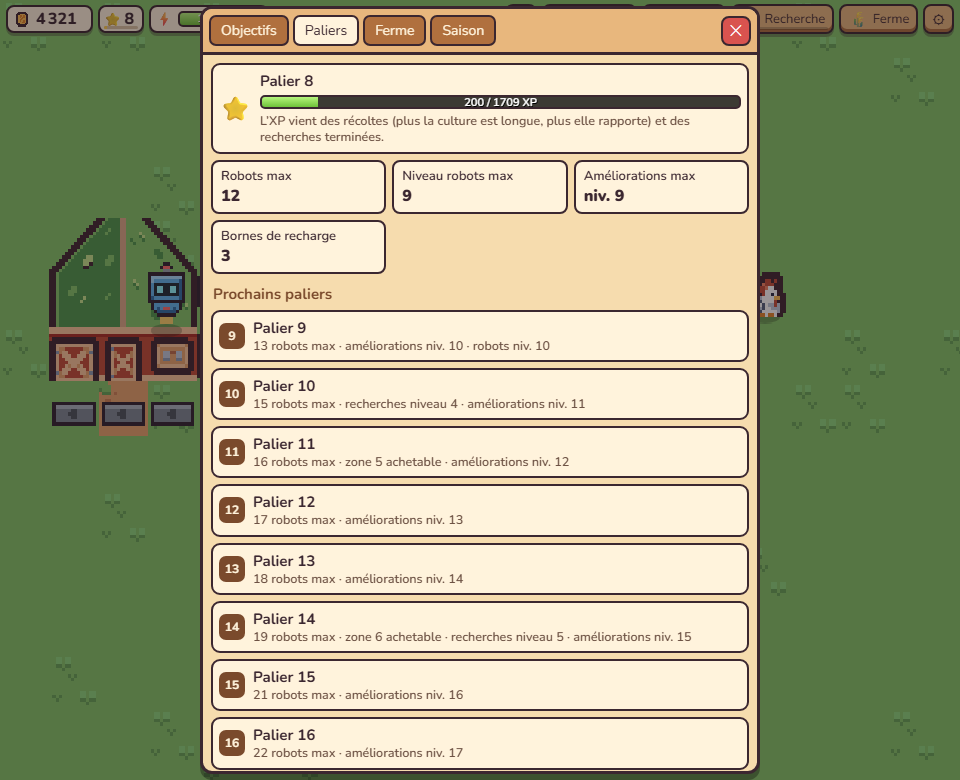 4 321
8
Objectifs
Paliers
Ferme
Saison
Recherche
Ferme
Palier 8
200 / 1709 XP
L'XP vient des récoltes (plus la culture est longue, plus elle rapporte) et des
recherches terminées.
Robots max
12
Niveau robots max
9
Améliorations max
niv. 9
Bornes de recharge
3
Prochains paliers
9
Palier 9
13 robots max · améliorations niv. 10 · robots niv. 10
10
Palier 10
15 robots max · recherches niveau 4 · améliorations niv. 11
11
Palier 11
16 robots max · zone 5 achetable · améliorations niv. 12
12
Palier 12
17 robots max · améliorations niv. 13
13
Palier 13
18 robots max · améliorations niv. 14
14
Palier 14
19 robots max · zone 6 achetable · recherches niveau 5 · améliorations niv. 15
15
Palier 15
21 robots max · améliorations niv. 16
16
Palier 16
22 robots max · améliorations niv. 17